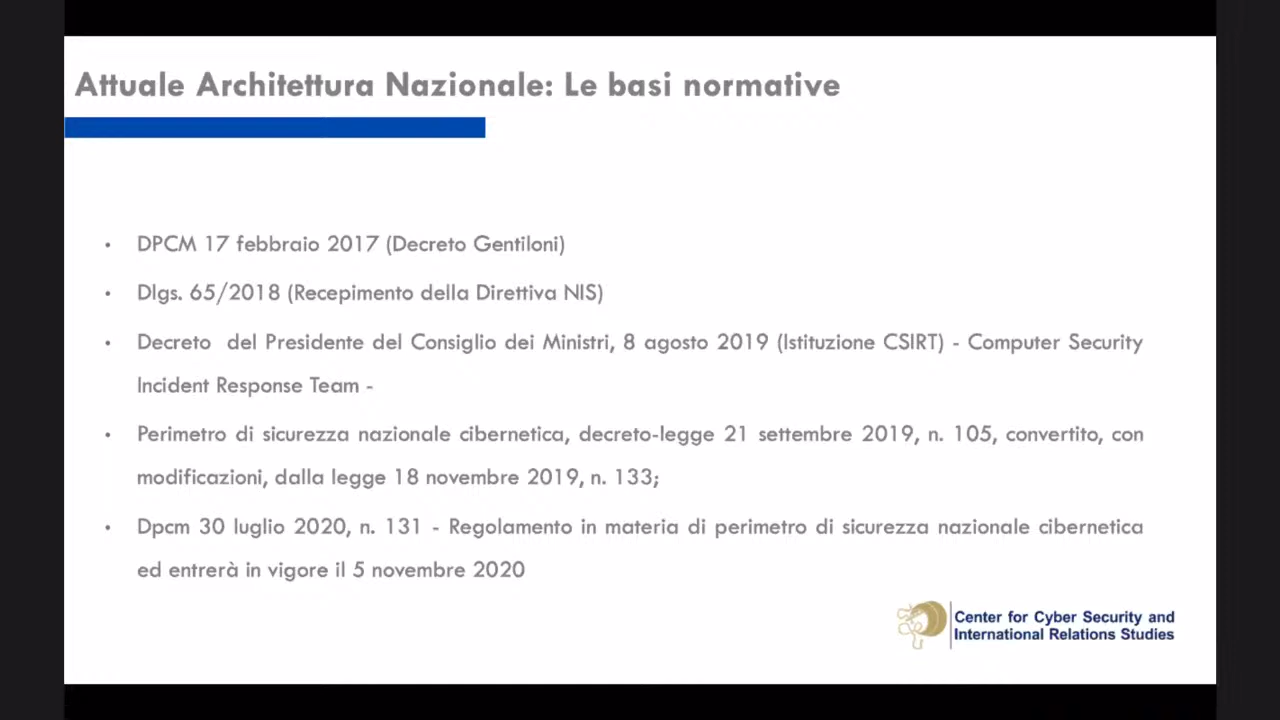 Attuale Architettura Nazionale: Le basi normative
• DPCM 17 febbraio 2017 (Decreto Gentiloni)
• Dlgs. 65/2018 (Recepimento della Direttiva NIS)
• Decreto del Presidente del Consiglio dei Ministri, 8 agosto 2019 (Istituzione CSIRT) - Computer Security
Incident Response Team -
• Perimetro di sicurezza nazionale cibernetica, decreto-legge 21 settembre 2019, n. 105, convertito, con
modificazioni, dalla legge 18 novembre 2019, n. 133;
• Dpcm 30 luglio 2020, n. 131 - Regolamento in materia di perimetro di sicurezza nazionale cibernetica
ed entrerà in vigore il 5 novembre 2020
Center for Cyber Security and
International Relations Studies